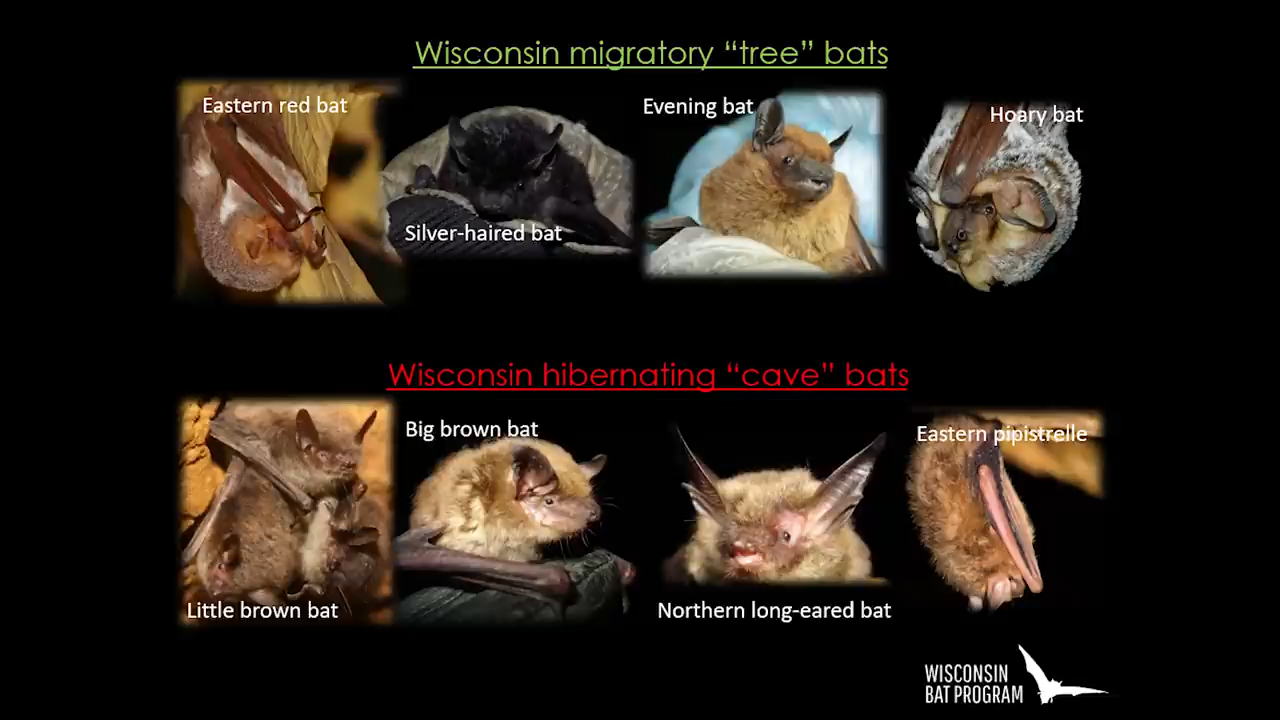 Wisconsin migratory “tree” bats
Eastern red bat
Silver-haired bat
Evening bat
Hoary bat
Wisconsin hibernating “cave” bats
Little brown bat
Big brown bat
Northern long-eared bat
Eastern pipistrelle
WISCONSIN
BAT PROGRAM